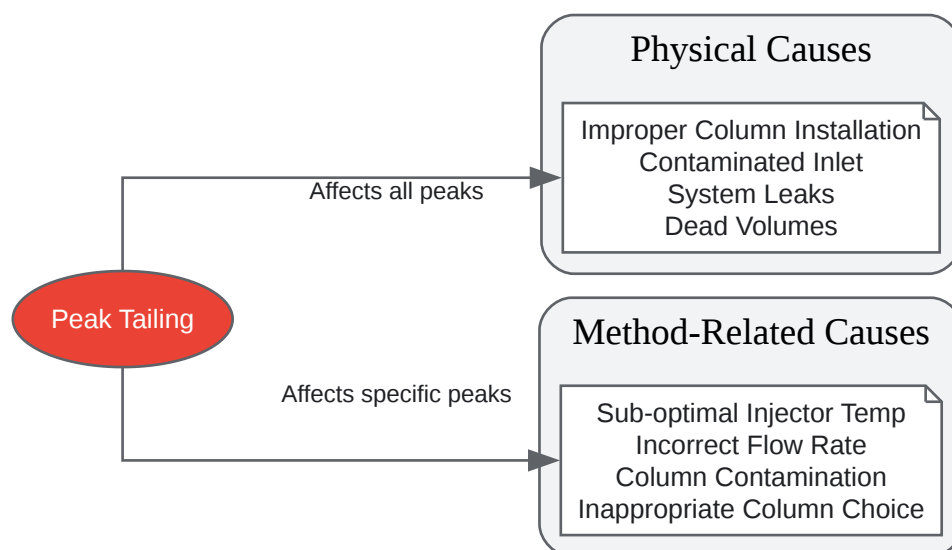 Physical Causes
Improper Column Installation
Contaminated Inlet
System Leaks
Dead Volumes
Affects all peaks
Peak Tailing
Method-Related Causes
Affects specific peaks
Sub-optimal Injector Temp
Incorrect Flow Rate
Column Contamination
Inappropriate Column Choice